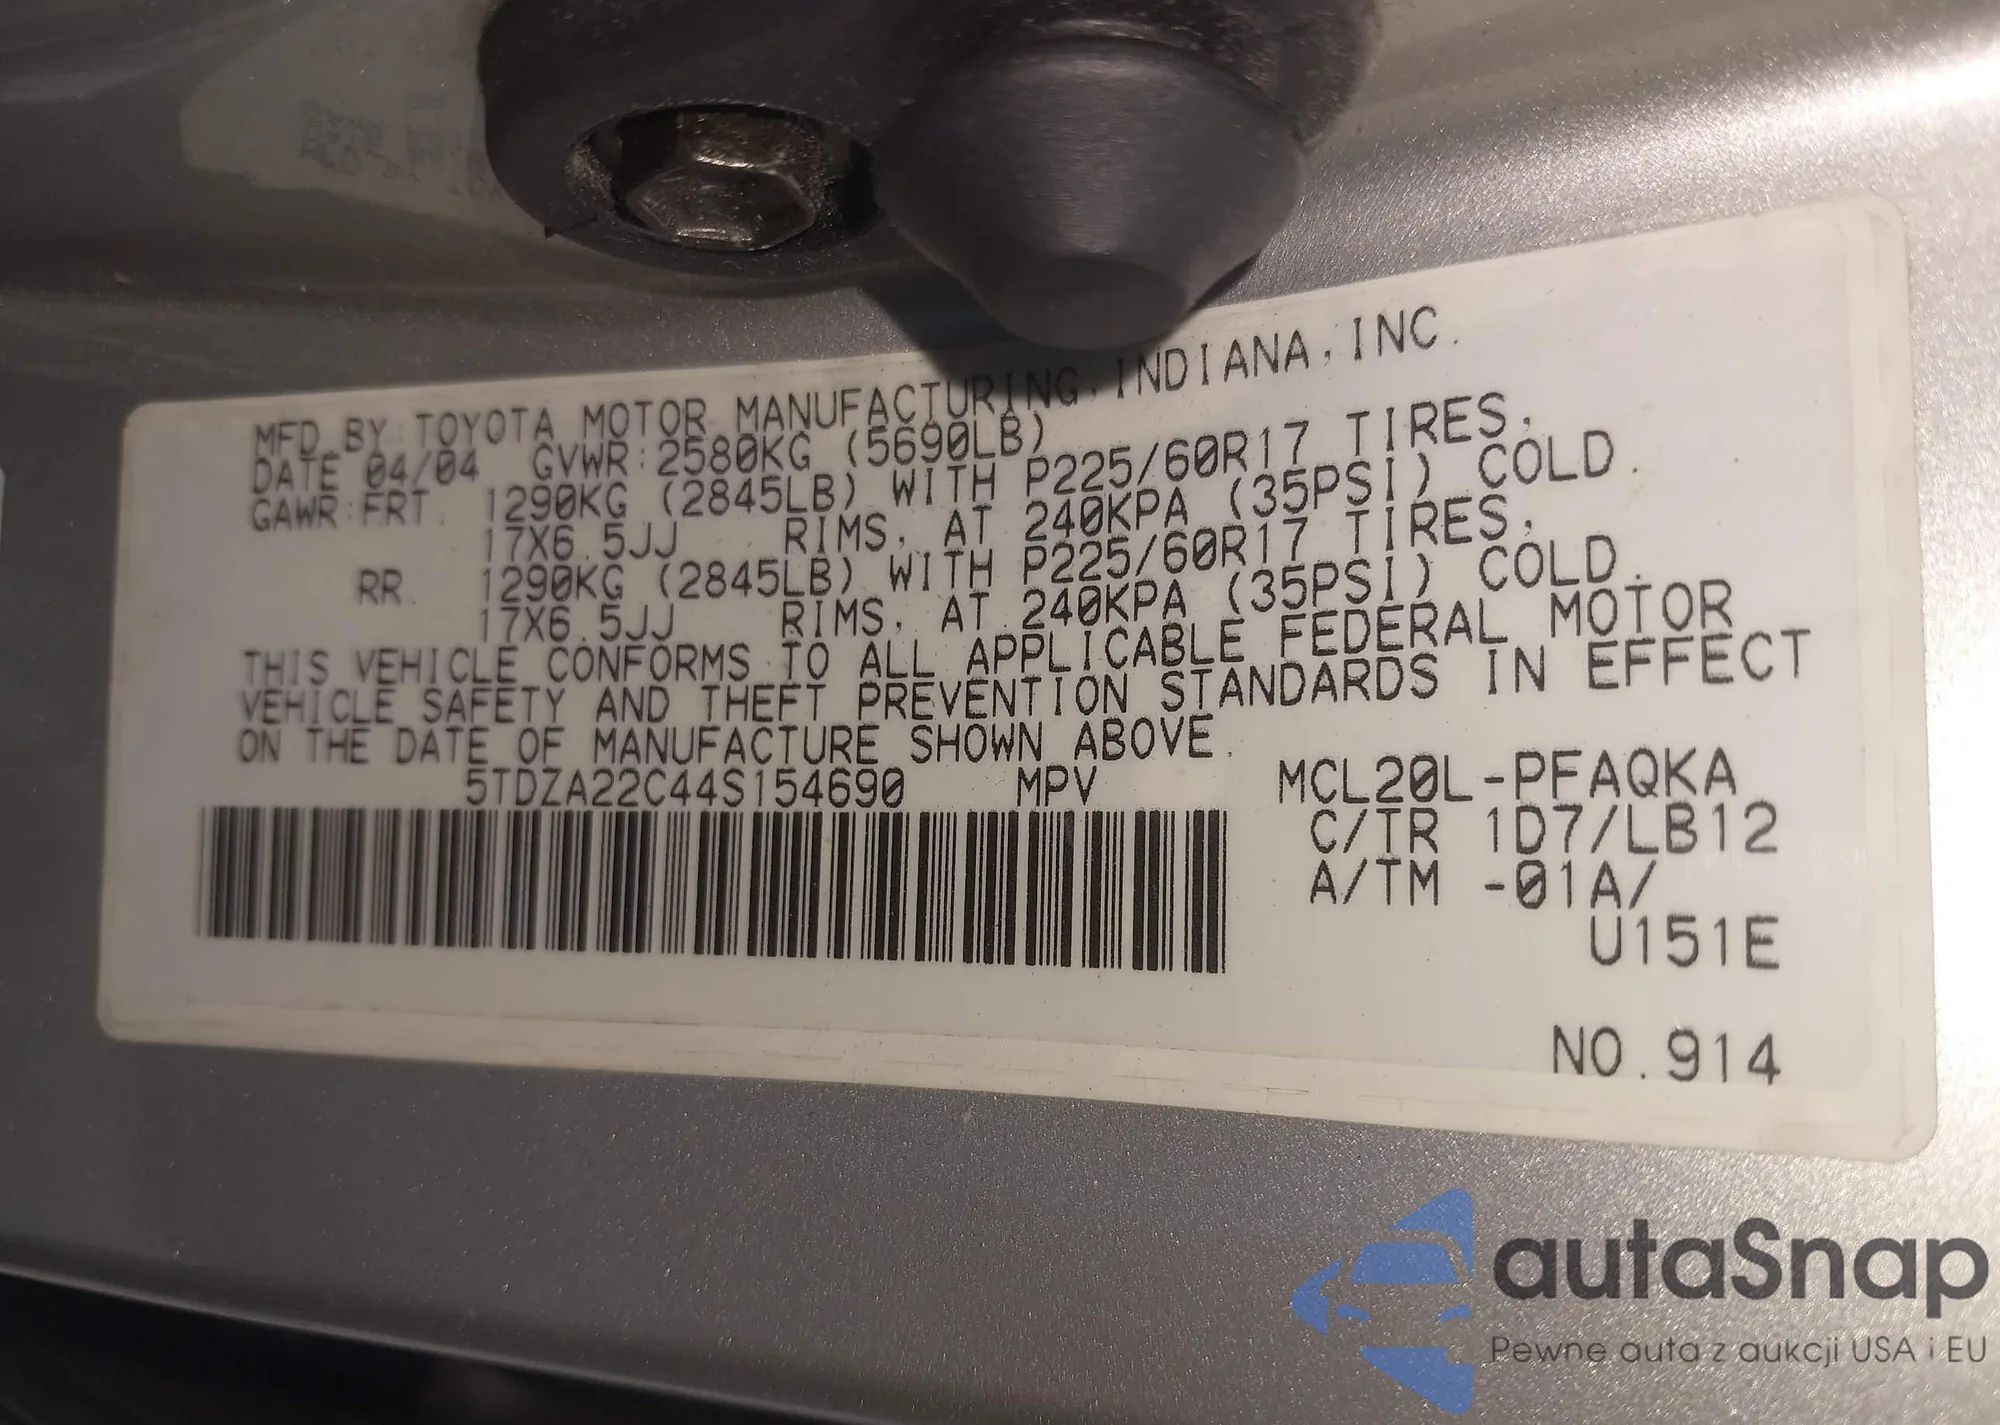 MFD. BY: TOYOTA MOTOR MANUFACTURING, INDIANA, INC.
DATE 04/04 GVWR: 2580KG (5690LB)
GAWR: FRT. 1290KG (2845LB) WITH P225/60R17 TIRES,
17X6.5JJ RIMS, AT 240KPA (35PSI) COLD.
RR. 1290KG (2845LB) WITH P225/60R17 TIRES,
17X6.5JJ RIMS, AT 240KPA (35PSI) COLD.
THIS VEHICLE CONFORMS TO ALL APPLICABLE FEDERAL MOTOR
VEHICLE SAFETY AND THEFT PREVENTION STANDARDS IN EFFECT
ON THE DATE OF MANUFACTURE SHOWN ABOVE.
5TDZA22C44S154690 MPV MCL20L-PFAQKA
C/TR 1D7/LB12
A/TM -01A/
U151E
NO.914
autaSnap
Pewne auta z aukcji USA i EU